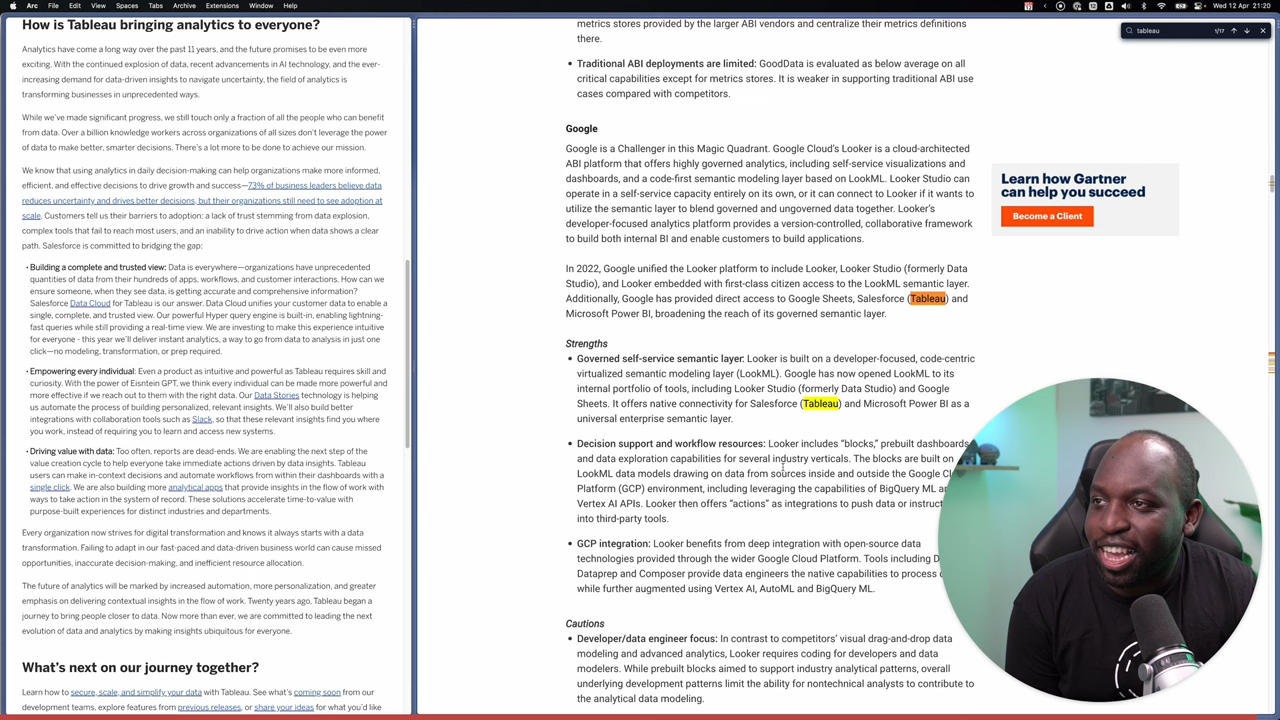 Arc File Edit View Spaces Tabs Archive Extensions Window Help
Wed 12 Apr 21:20
How is Tableau bringing analytics to everyone?
Analytics have come a long way over the past 11 years, and the future promises to be even more
exciting. With the continued explosion of data, recent advancements in AI technology, and the ever-
increasing demand for data-driven insights to navigate uncertainty, the field of analytics is
transforming businesses in unprecedented ways.
While we've made significant progress, we still touch only a fraction of all the people who can benefit
from data. Over a billion knowledge workers across organizations of all sizes don't leverage the power
of data to make better, smarter decisions. There's a lot more to be done to achieve our mission.
We know that using analytics in daily decision-making can help organizations make more informed,
efficient, and effective decisions to drive growth and success—73% of business leaders believe data
reduces uncertainty and drives better decisions, but their organizations still need to see adoption at
scale. Customers tell us their barriers to adoption: a lack of trust stemming from data explosion,
complex tools that fail to reach most users, and an inability to drive action when data shows a clear
path. Salesforce is committed to bridging the gap:
• Building a complete and trusted view: Data is everywhere—organizations have unprecedented
quantities of data from their hundreds of apps, workflows, and customer interactions. How can we
ensure someone, when they see data, is getting accurate and comprehensive information?
Salesforce Data Cloud for Tableau is our answer. Data Cloud unifies your customer data to enable a
single, complete, and trusted view. Our powerful Hyper query engine is built-in, enabling lightning-
fast queries while still providing a real-time view. We are investing to make this experience intuitive
for everyone - this year we'll deliver instant analytics, a way to go from data to analysis in just one
click—no modeling, transformation, or prep required.
• Empowering every individual: Even a product as intuitive and powerful as Tableau requires skill and
curiosity. With the power of Eisntein GPT, we think every individual can be made more powerful and
more effective if we reach out to them with the right data. Our Data Stories technology is helping
us automate the process of building personalized, relevant insights. We'll also build better
integrations with collaboration tools such as Slack, so that these relevant insights find you where
you work, instead of requiring you to learn and access new systems.
• Driving value with data: Too often, reports are dead-ends. We are enabling the next step of the
value creation cycle to help everyone take immediate actions driven by data insights. Tableau
users can make in-context decisions and automate workflows from within their dashboards with a
single click. We are also building more analytical apps that provide insights in the flow of work with
ways to take action in the system of record. These solutions accelerate time-to-value with
purpose-built experiences for distinct industries and departments.
Every organization now strives for digital transformation and knows it always starts with a data
transformation. Failing to adapt in our fast-paced and data-driven business world can cause missed
opportunities, inaccurate decision-making, and inefficient resource allocation.
The future of analytics will be marked by increased automation, more personalization, and greater
emphasis on delivering contextual insights in the flow of work. Twenty years ago, Tableau began a
journey to bring people closer to data. Now more than ever, we are committed to leading the next
evolution of data and analytics by making insights ubiquitous for everyone.
What's next on our journey together?
Learn how to secure, scale, and simplify your data with Tableau. See what's coming soon from our
development teams, explore features from previous releases, or share your ideas for what you'd like
metrics stores provided by the larger ABI vendors and centralize their metrics definitions
there.
• Traditional ABI deployments are limited: GoodData is evaluated as below average on all
critical capabilities except for metrics stores. It is weaker in supporting traditional ABI use
cases compared with competitors.
Google
Google is a Challenger in this Magic Quadrant. Google Cloud's Looker is a cloud-architected
ABI platform that offers highly governed analytics, including self-service visualizations and
dashboards, and a code-first semantic modeling layer based on LookML. Looker Studio can
operate in a self-service capacity entirely on its own, or it can connect to Looker if it wants to
utilize the semantic layer to blend governed and ungoverned data together. Looker's
developer-focused analytics platform provides a version-controlled, collaborative framework
to build both internal BI and enable customers to build applications.
In 2022, Google unified the Looker platform to include Looker, Looker Studio (formerly Data
Studio), and Looker embedded with first-class citizen access to the LookML semantic layer.
Additionally, Google has provided direct access to Google Sheets, Salesforce (Tableau) and
Microsoft Power BI, broadening the reach of its governed semantic layer.
Strengths
• Governed self-service semantic layer: Looker is built on a developer-focused, code-centric
virtualized semantic modeling layer (LookML). Google has now opened LookML to its
internal portfolio of tools, including Looker Studio (formerly Data Studio) and Google
Sheets. It offers native connectivity for Salesforce (Tableau) and Microsoft Power BI as a
universal enterprise semantic layer.
• Decision support and workflow resources: Looker includes "blocks," prebuilt dashboards
and data exploration capabilities for several industry verticals. The blocks are built on
LookML data models drawing on data from sources inside and outside the Google Cl
Platform (GCP) environment, including leveraging the capabilities of BigQuery ML
Vertex AI APIs. Looker then offers "actions" as integrations to push data or instruct
into third-party tools.
• GCP integration: Looker benefits from deep integration with open-source data
technologies provided through the wider Google Cloud Platform. Tools including D
Dataprep and Composer provide data engineers the native capabilities to process
while further augmented using Vertex AI, AutoML and BigQuery ML.
Cautions
• Developer/data engineer focus: In contrast to competitors' visual drag-and-drop data
modeling and advanced analytics, Looker requires coding for developers and data
modelers. While prebuilt blocks aimed to support industry analytical patterns, overall
underlying development patterns limit the ability for nontechnical analysts to contribute to
the analytical data modeling.
tableau 1/17
Learn how Gartner
can help you succeed
Become a Client